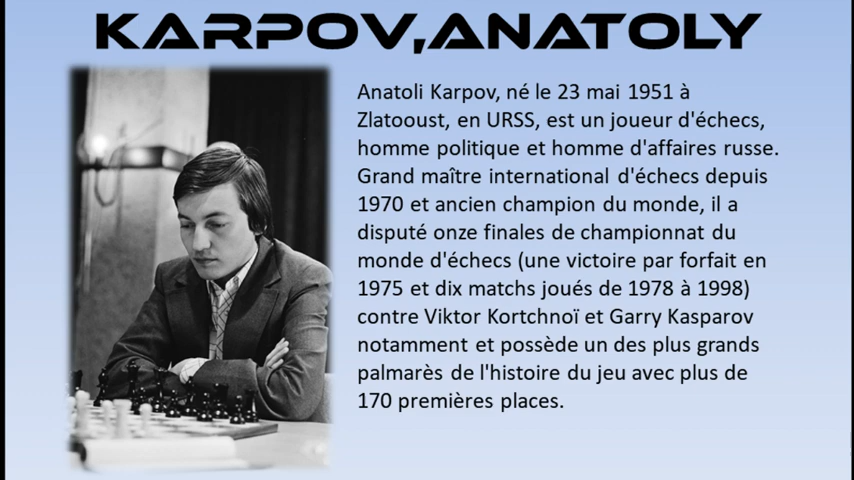 KARPOV,ANATOLY
Anatoli Karpov, né le 23 mai 1951 à
Zlatooust, en URSS, est un joueur d'échecs,
homme politique et homme d'affaires russe.
Grand maître international d'échecs depuis
1970 et ancien champion du monde, il a
disputé onze finales de championnat du
monde d'échecs (une victoire par forfait en
1975 et dix matchs joués de 1978 à 1998)
contre Viktor Kortchnoï et Garry Kasparov
notamment et possède un des plus grands
palmarès de l'histoire du jeu avec plus de
170 premières places.